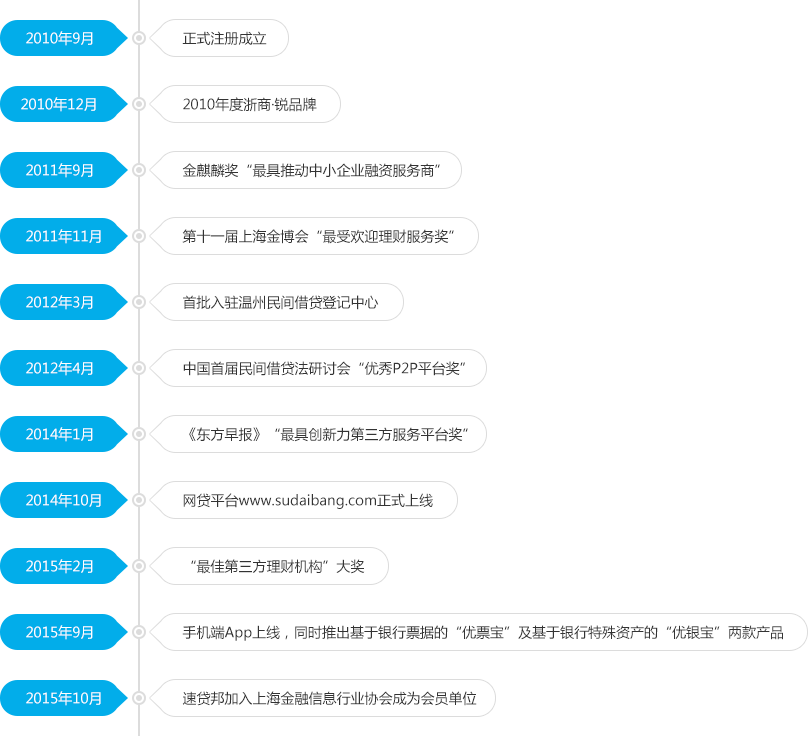 2010年9月 正式注册成立
2010年12月 2010年度浙商·锐品牌
2011年9月 金麒麟奖“最具推动中小企业融资服务商”
2011年11月 第十一届上海金博会“最受欢迎理财服务奖”
2012年3月 首批入驻温州民间借贷登记中心
2012年4月 中国首届民间借贷法研讨会“优秀P2P平台奖”
2014年1月 《东方早报》“最具创新力第三方服务平台奖”
2014年10月 网贷平台www.sudaibang.com正式上线
2015年2月 “最佳第三方理财机构”大奖
2015年9月 手机端App上线，同时推出基于银行票据的“优票宝”及基于银行特殊资产的“优银宝”两款产品
2015年10月 速贷邦加入上海金融信息行业协会成为会员单位